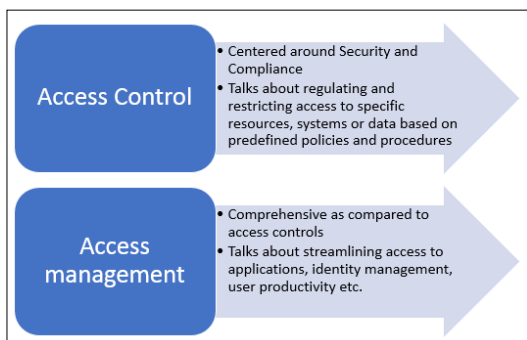 Access Control
• Centered around Security and
Compliance
• Talks about regulating and
restricting access to specific
resources, systems or data based on
predefined policies and procedures
Access
management
• Comprehensive as compared to
access controls
• Talks about streamlining access to
applications, identity management,
user productivity etc.